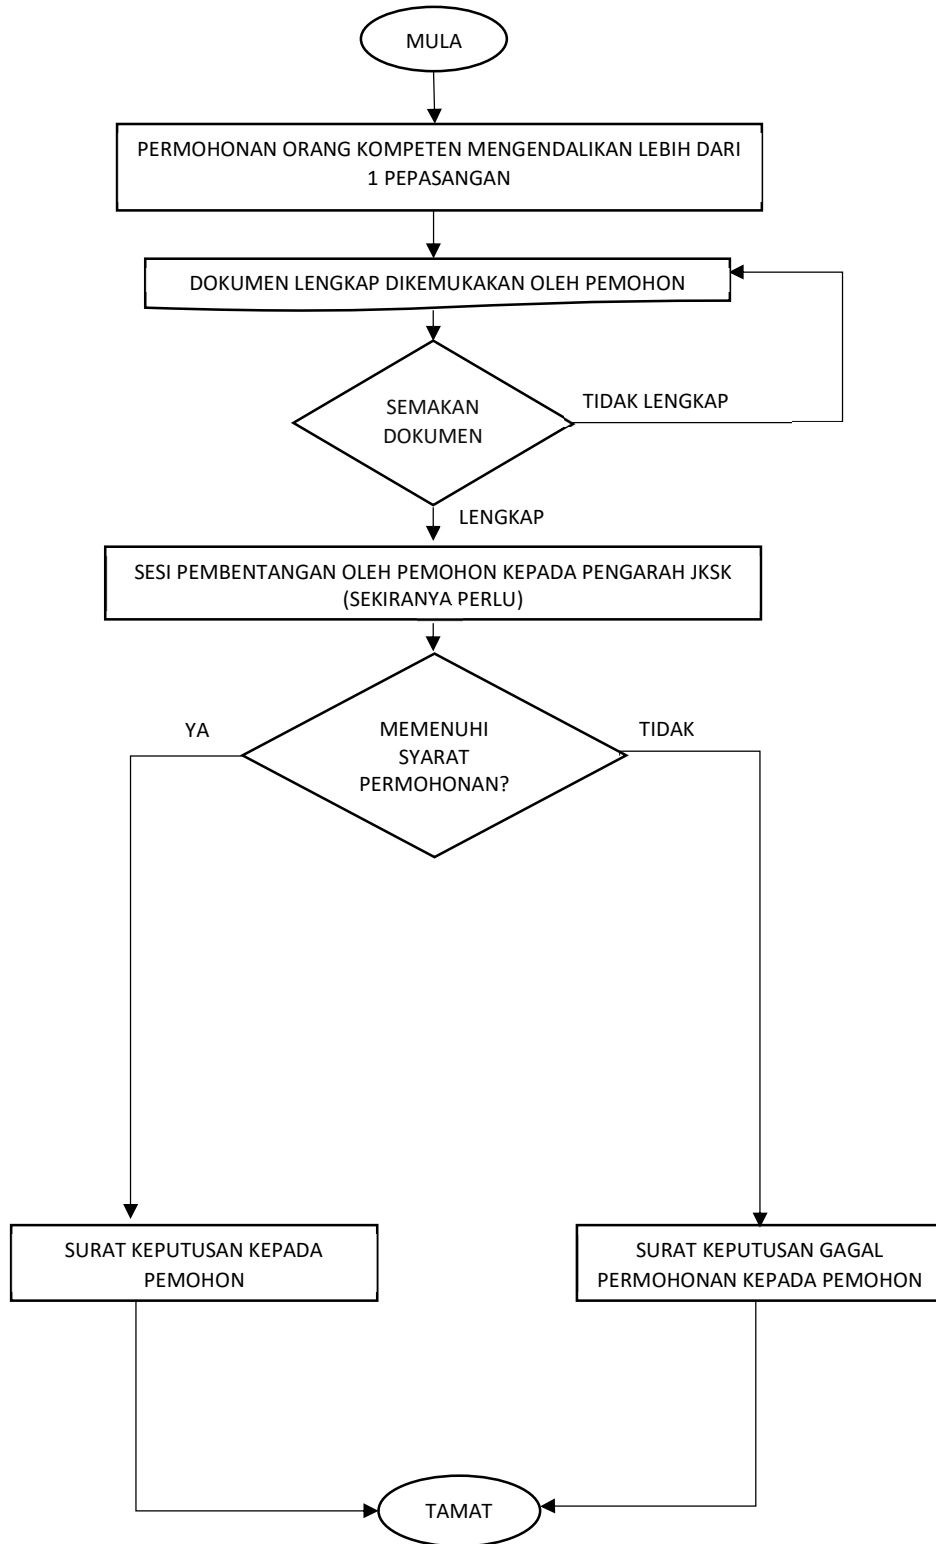 MULA
PERMOHONAN ORANG KOMPETEN MENGENDALIKAN LEBIH DARI
1 PEPASANGAN
DOKUMEN LENGKAP DIKEMUKAKAN OLEH PEMOHON
SEMAKAN
DOKUMEN
TIDAK LENGKAP
LENGKAP
SESI PEMBENTANGAN OLEH PEMOHON KEPADA PENGARAH JKSK
(SEKIRANYA PERLU)
YA
MEMENUHI
SYARAT
PERMOHONAN?
TIDAK
SURAT KEPUTUSAN KEPADA
PEMOHON
SURAT KEPUTUSAN GAGAL
PERMOHONAN KEPADA PEMOHON
TAMAT